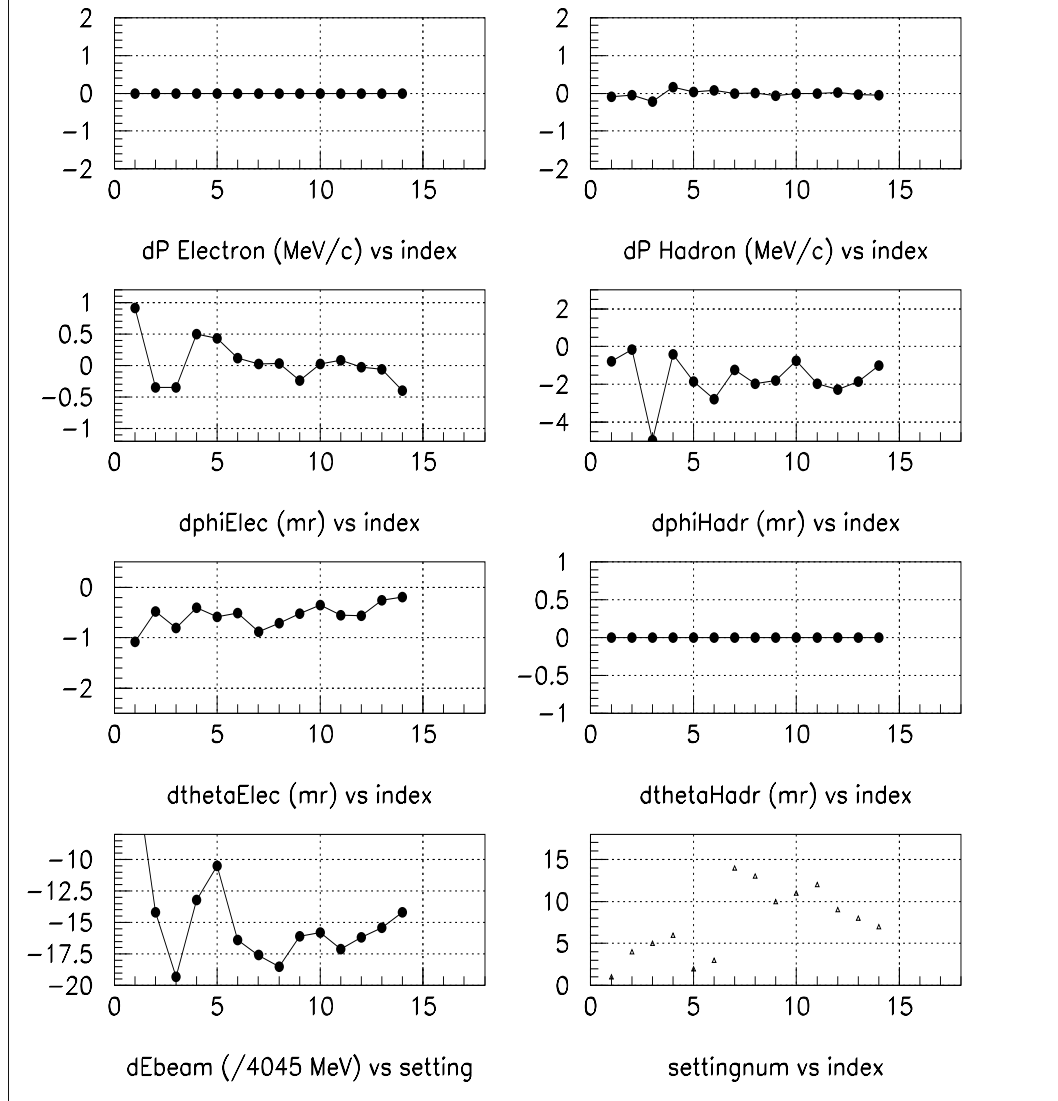 2
1
0
−1
−2
0 5 10 15
dP Electron (MeV/c) vs index
2
1
0
−1
−2
0 5 10 15
dP Hadron (MeV/c) vs index
1
0.5
0
−0.5
−1
0 5 10 15
dphiElec (mr) vs index
2
0
−2
−4
0 5 10 15
dphiHadr (mr) vs index
0
−1
−2
0 5 10 15
dthetaElec (mr) vs index
1
0.5
0
−0.5
−1
0 5 10 15
dthetaHadr (mr) vs index
−10
−12.5
−15
−17.5
−20
0 5 10 15
dEbeam (/4045 MeV) vs setting
15
10
5
0
0 5 10 15
settingnum vs index